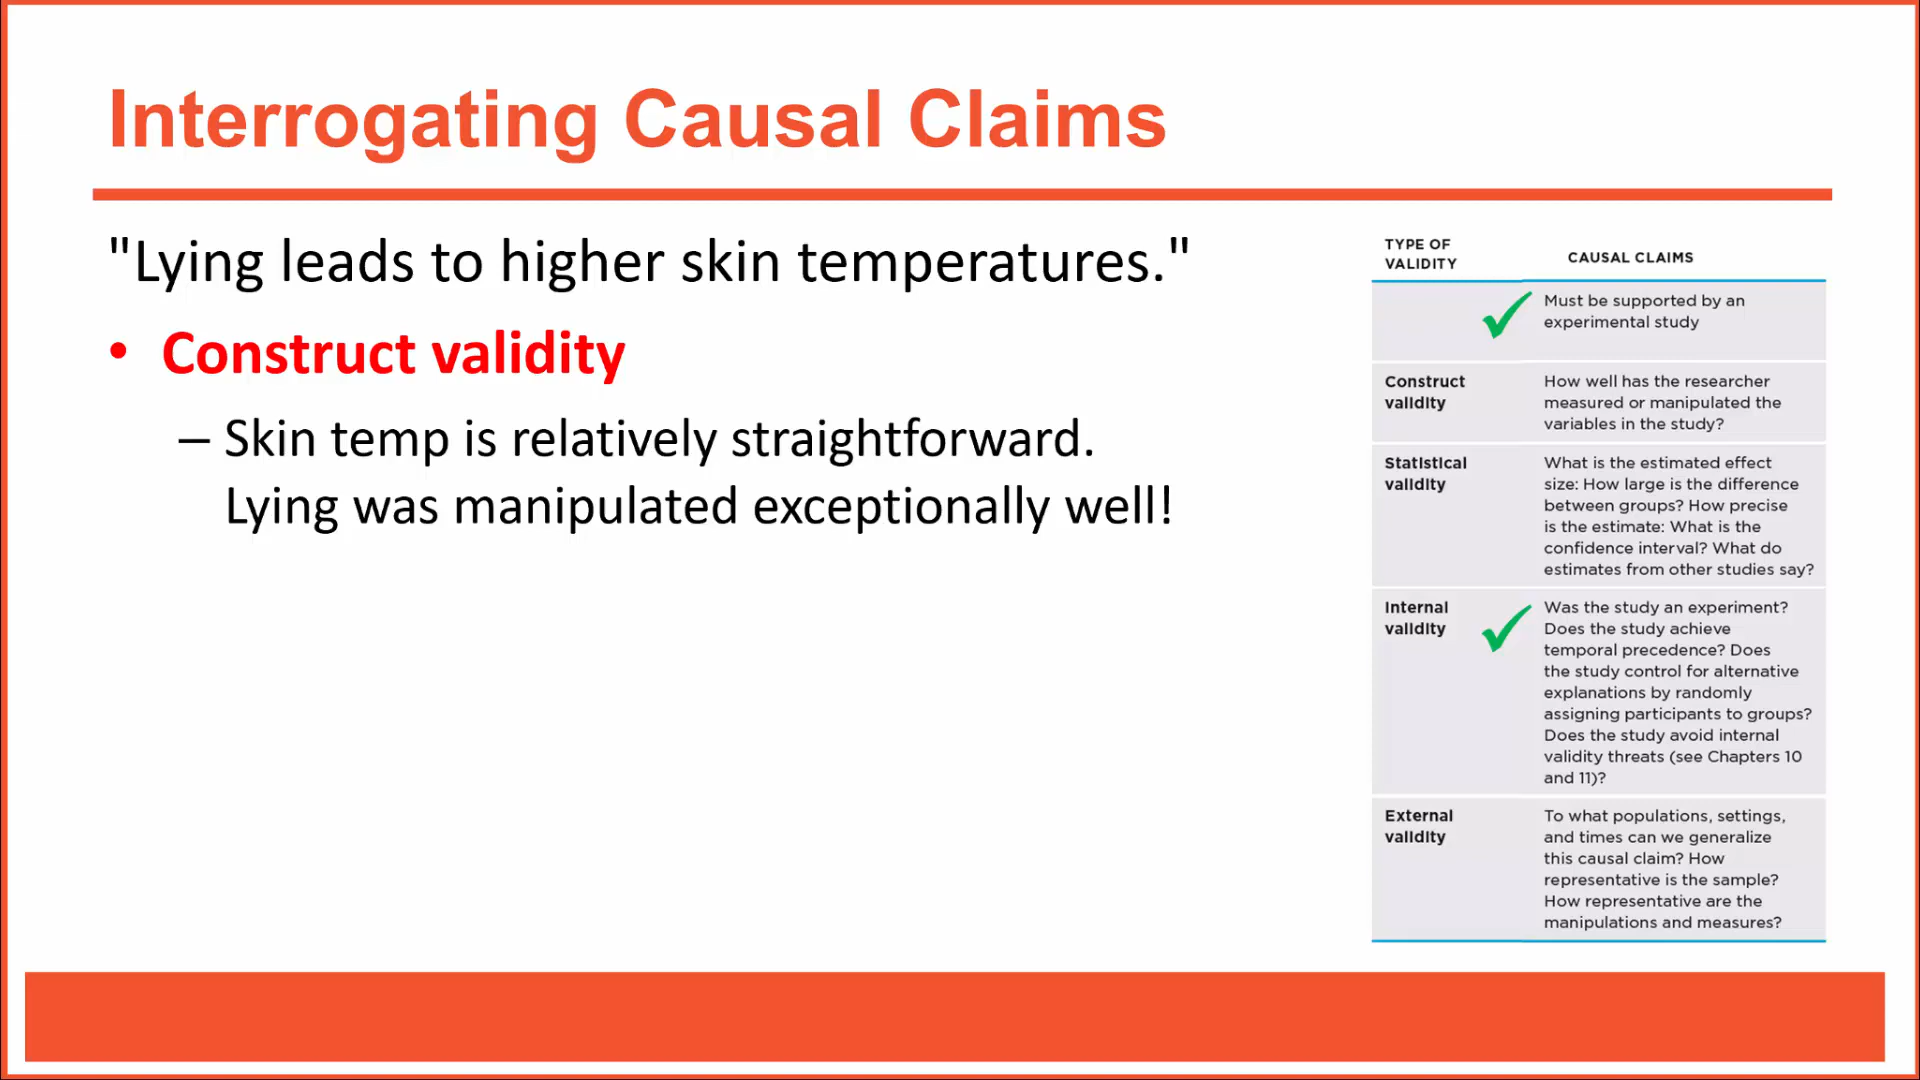 Interrogating Causal Claims
"Lying leads to higher skin temperatures."
• Construct validity
– Skin temp is relatively straightforward.
Lying was manipulated exceptionally well!
TYPE OF
VALIDITY
CAUSAL CLAIMS
Must be supported by an
experimental study
Construct
validity
How well has the researcher
measured or manipulated the
variables in the study?
Statistical
validity
What is the estimated effect
size: How large is the difference
between groups? How precise
is the estimate: What is the
confidence interval? What do
estimates from other studies say?
Internal
validity
Was the study an experiment?
Does the study achieve
temporal precedence? Does
the study control for alternative
explanations by randomly
assigning participants to groups?
Does the study avoid internal
validity threats (see Chapters 10
and 11)?
External
validity
To what populations, settings,
and times can we generalize
this causal claim? How
representative is the sample?
How representative are the
manipulations and measures?